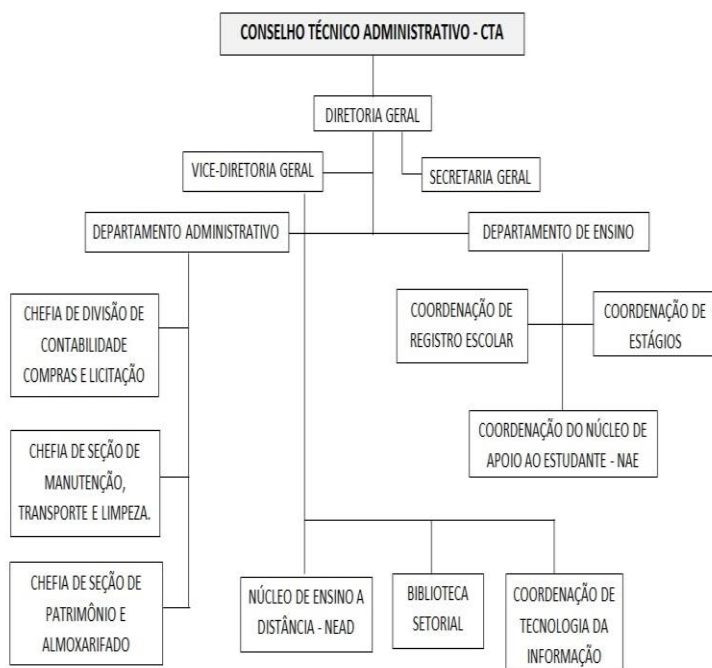 CONSELHO TÉCNICO ADMINISTRATIVO - CTA
DIRETORIA GERAL
VICE-DIRETORIA GERAL
SECRETARIA GERAL
DEPARTAMENTO ADMINISTRATIVO
DEPARTAMENTO DE ENSINO
CHEFIA DE DIVISÃO DE
CONTABILIDADE
COMPRAS E LICITAÇÃO
COORDENAÇÃO DE
REGISTRO ESCOLAR
COORDENAÇÃO DE
ESTÁGIOS
CHEFIA DE SEÇÃO DE
MANUTENÇÃO,
TRANSPORTE E LIMPEZA.
COORDENAÇÃO DO NÚCLEO DE
APOIO AO ESTUDANTE - NAE
CHEFIA DE SEÇÃO DE
PATRIMÔNIO E
ALMOXARIFADO
NÚCLEO DE ENSINO A
DISTÂNCIA - NEAD
BIBLIOTECA
SETORIAL
COORDENAÇÃO DE
TECNOLOGIA DA
INFORMAÇÃO